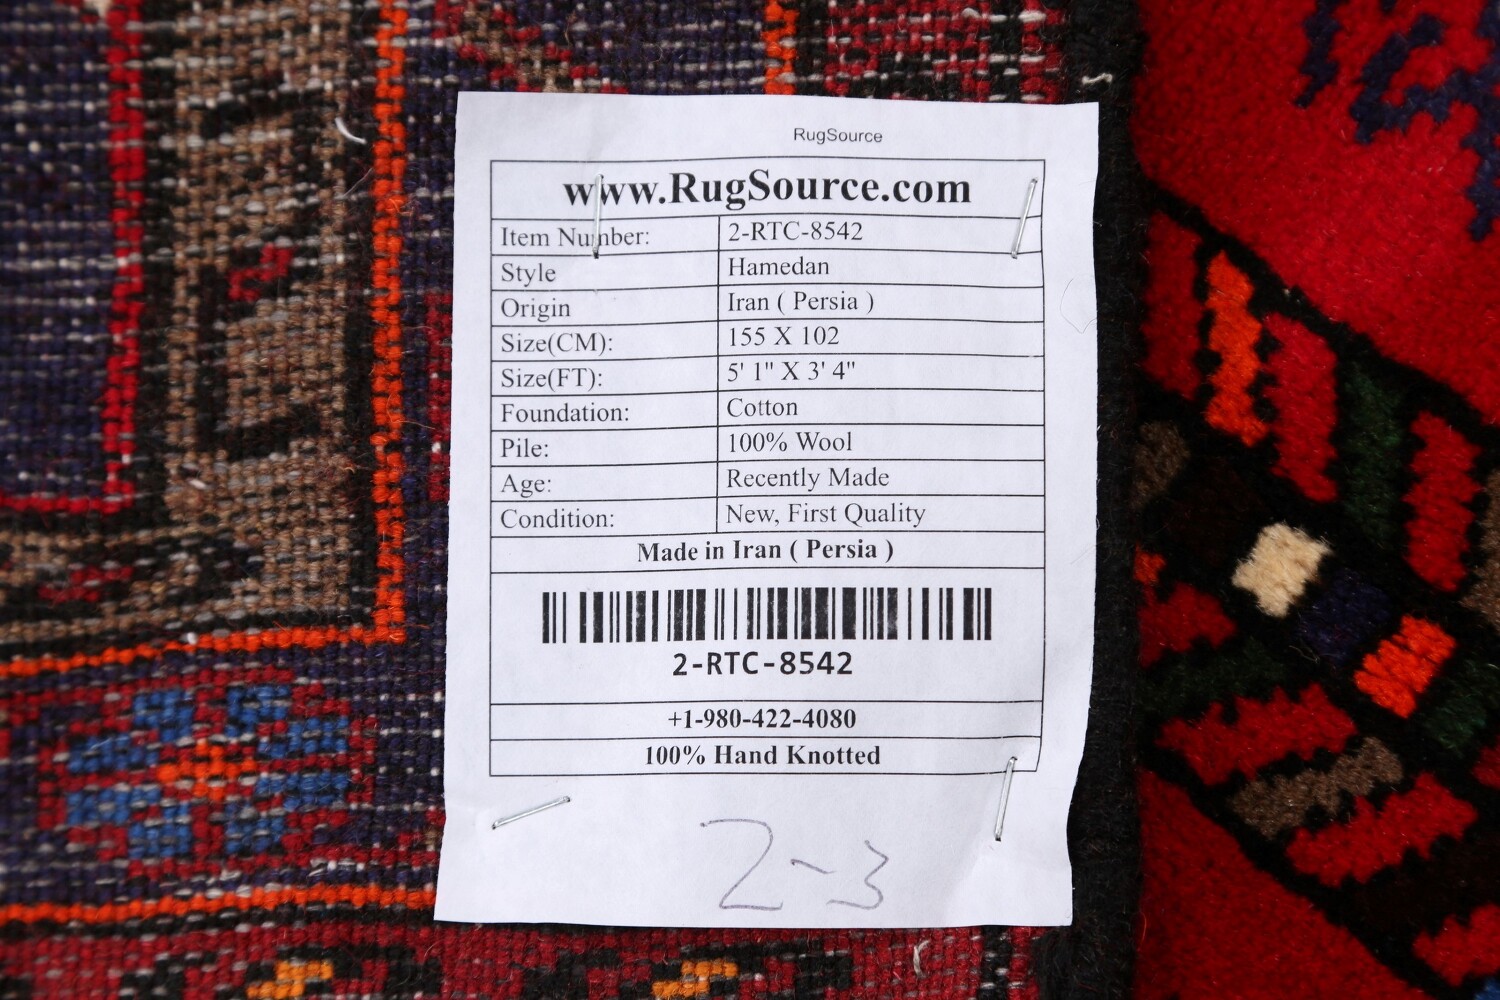 RugSource
www.RugSource.com
Item Number: 2-RTC-8542
Style Hamedan
Origin Iran ( Persia )
Size(CM): 155 X 102
Size(FT): 5' 1" X 3' 4"
Foundation: Cotton
Pile: 100% Wool
Age: Recently Made
Condition: New, First Quality
Made in Iran ( Persia )
2-RTC-8542
+1-980-422-4080
100% Hand Knotted
2-3